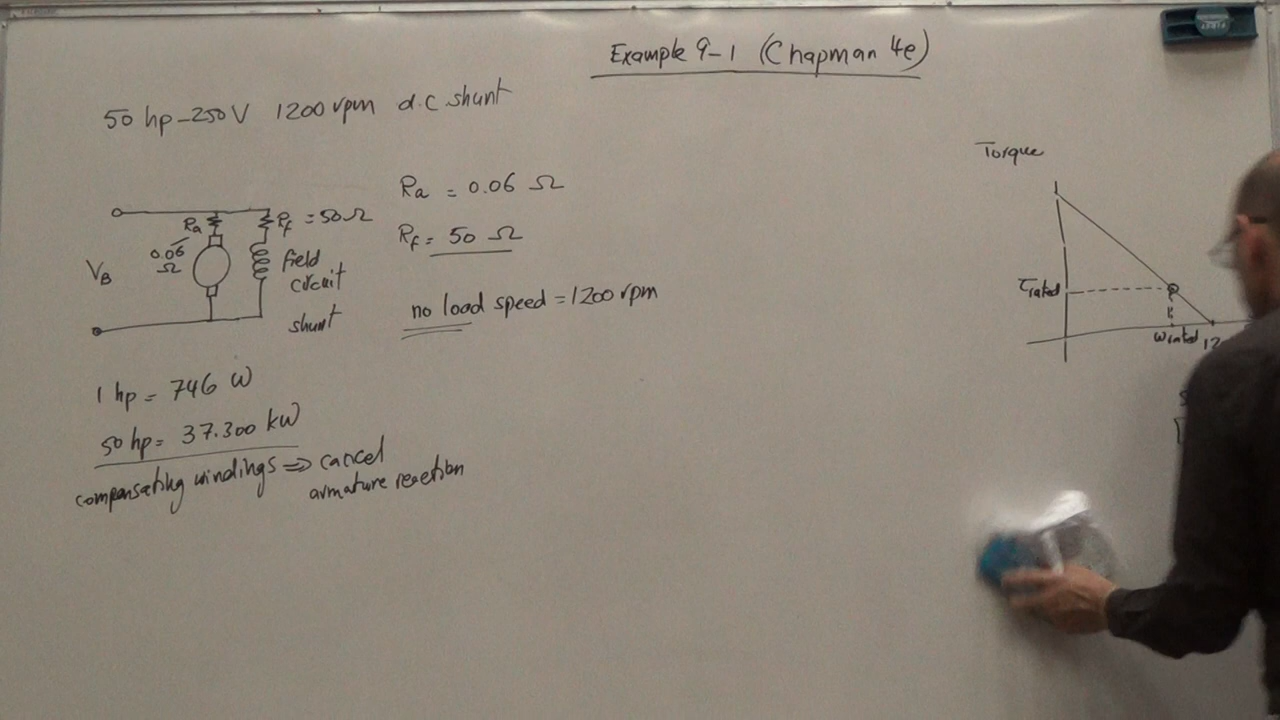 Example 9-1 (Chapman 4e)
50 hp-250V 1200 rpm d.c shunt
Ra = 0.06 Ω
Rf = 50 Ω
no load speed = 1200 rpm
Ra
0.06
Ω
Rf = 50Ω
VB
field
circuit
shunt
1 hp = 746 W
50 hp = 37.300 kW
compensating windings ⇒ cancel
armature reaction
Torque
τrated
ωrated
12